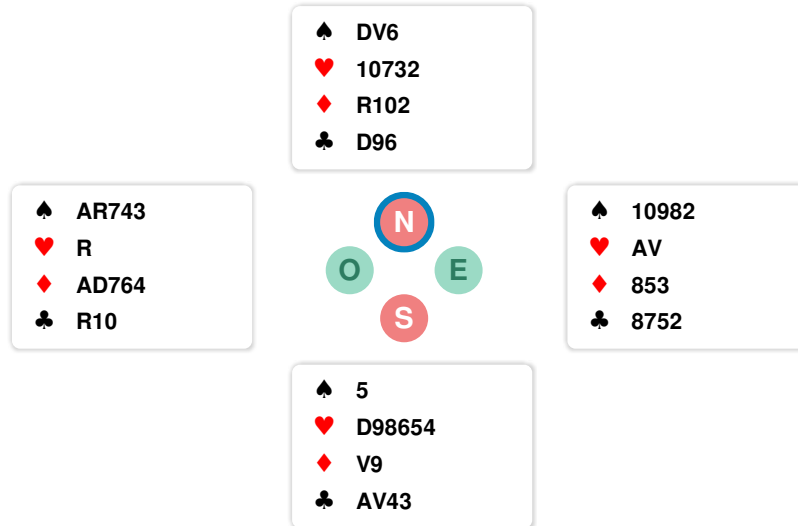 ♠ DV6
♥ 10732
♦ R102
♣ D96
♠ AR743
♥ R
♦ AD764
♣ R10
N
O E
S
♠ 10982
♥ AV
♦ 853
♣ 8752
♠ 5
♥ D98654
♦ V9
♣ AV43